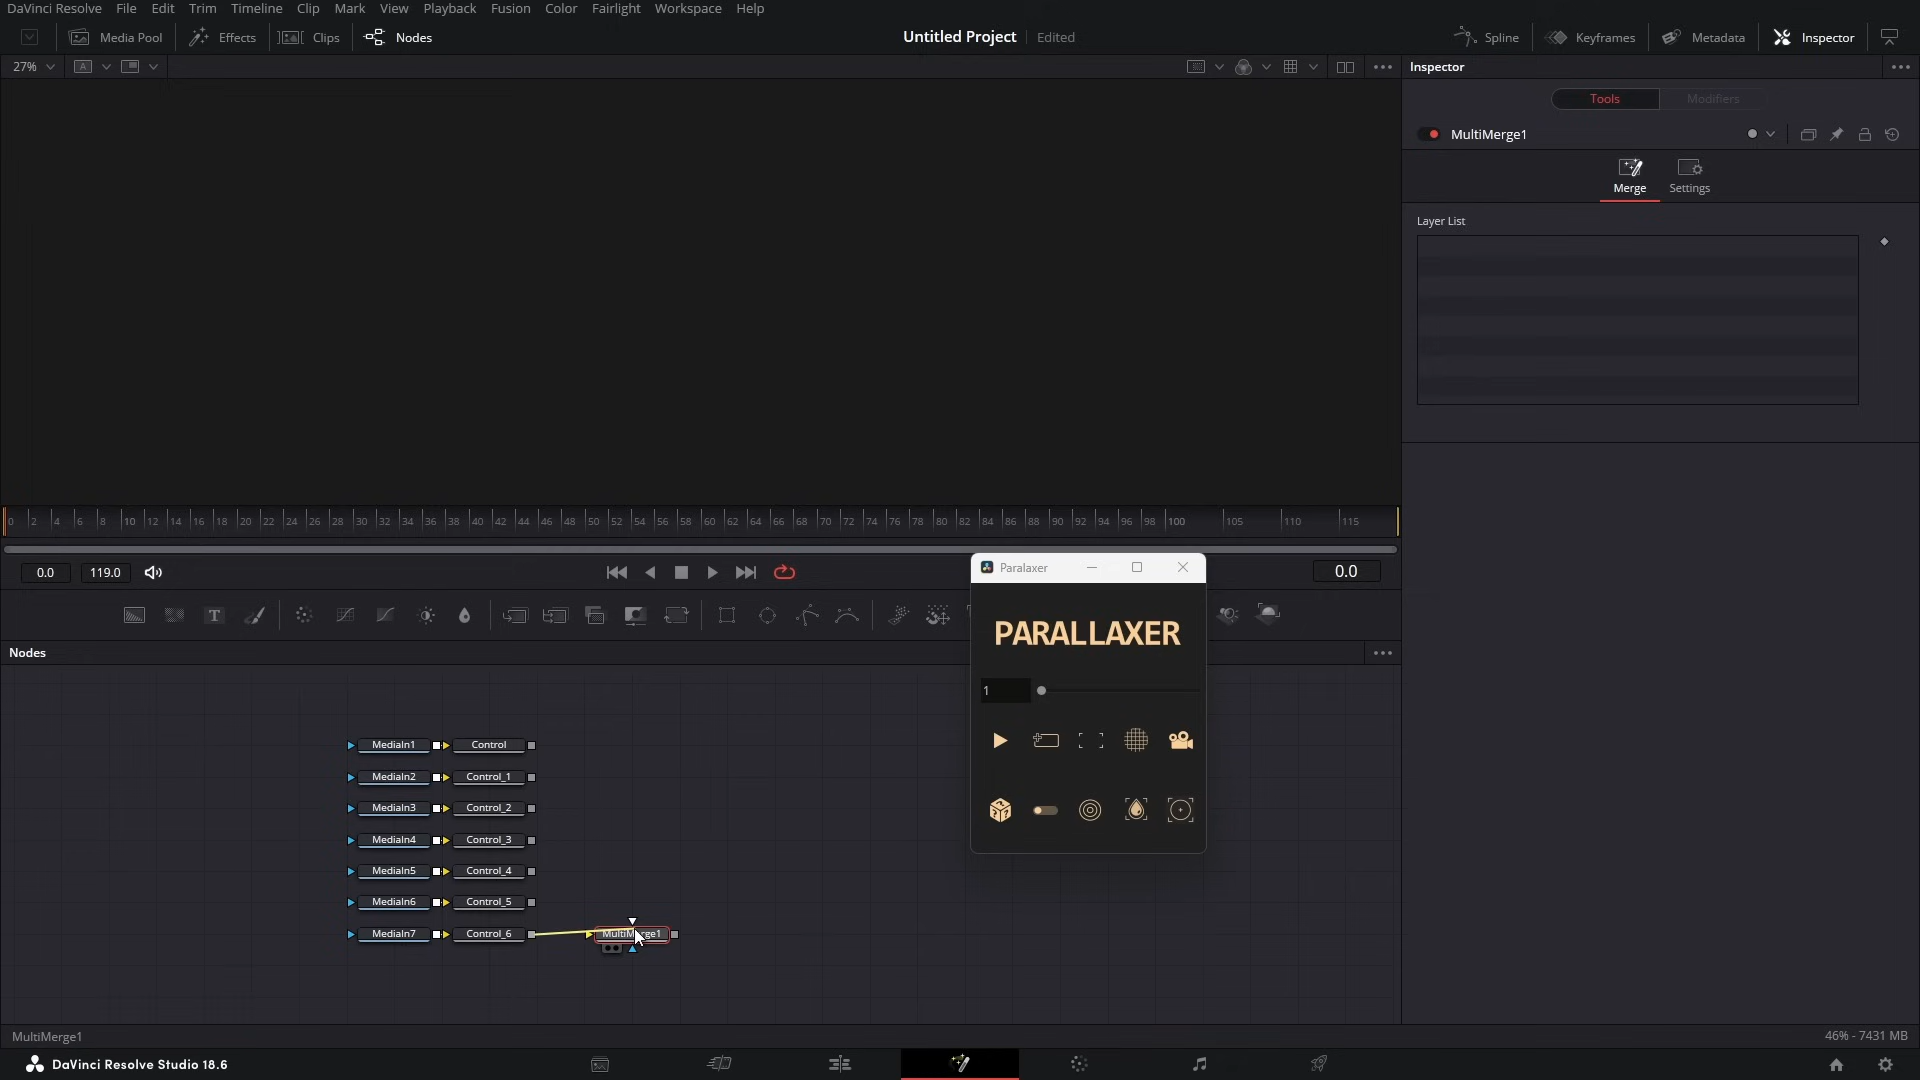 DaVinci Resolve File Edit Trim Timeline Clip Mark View Playback Fusion Color Fairlight Workspace Help
Media Pool Effects Clips Nodes Untitled Project Edited Spline Keyframes Metadata Inspector
27% A Inspector
Tools Modifiers
MultiMerge1
Merge Settings
Layer List
0 2 4 6 8 10 12 14 16 18 20 22 24 26 28 30 32 34 36 38 40 42 44 46 48 50 52 54 56 58 60 62 64 66 68 70 72 74 76 78 80 82 84 86 88 90 92 94 96 98 100 105 110 115
0.0 119.0 0.0
Paralaxer
T
PARALLAXER
Nodes
1
MediaIn1 Control
MediaIn2 Control_1
MediaIn3 Control_2
MediaIn4 Control_3
MediaIn5 Control_4
MediaIn6 Control_5
MediaIn7 Control_6 MultiMerge1
MultiMerge1 46% - 7431 MB
DaVinci Resolve Studio 18.6